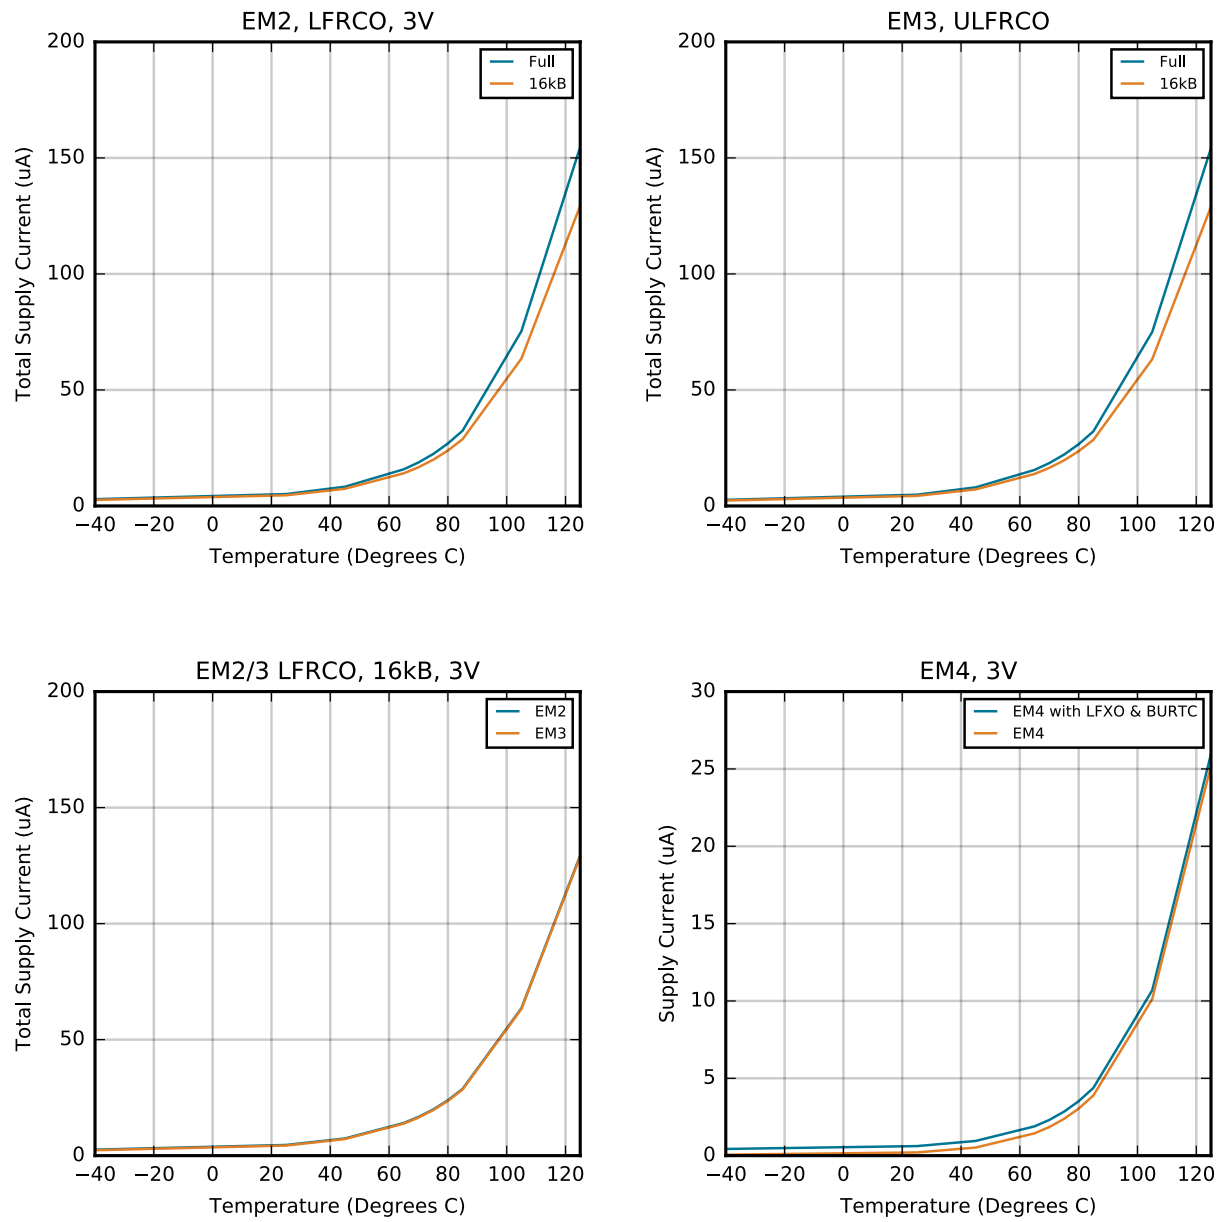 EM2, LFRCO, 3V
200
150
100
50
0
Total Supply Current (uA)
Full
16kB
−40 −20 0 20 40 60 80 100 120
Temperature (Degrees C)
EM3, ULFRCO
200
150
100
50
0
Total Supply Current (uA)
Full
16kB
−40 −20 0 20 40 60 80 100 120
Temperature (Degrees C)
EM2/3 LFRCO, 16kB, 3V
200
150
100
50
0
Total Supply Current (uA)
EM2
EM3
−40 −20 0 20 40 60 80 100 120
Temperature (Degrees C)
EM4, 3V
30
25
20
15
10
5
0
Supply Current (uA)
EM4 with LFXO & BURTC
EM4
−40 −20 0 20 40 60 80 100 120
Temperature (Degrees C)